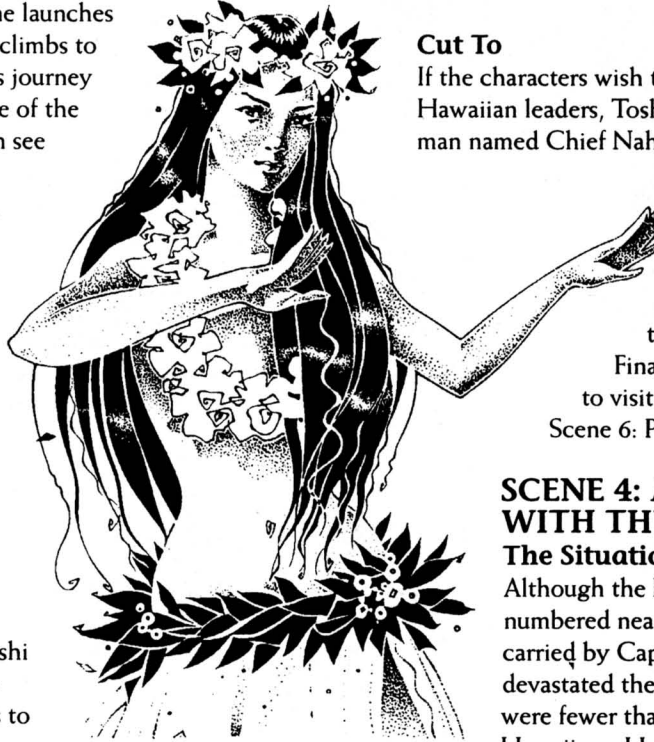 ne launches
climbs to
s journey
e of the
n see
shi
s to
Cut To
If the characters wish t
Hawaiian leaders, Tosh
man named Chief Nah
t
Fina
to visit
Scene 6: P
SCENE 4: A
WITH TH
The Situatio
Although the
numbered nea
carried by Cap
devastated the
were fewer tha